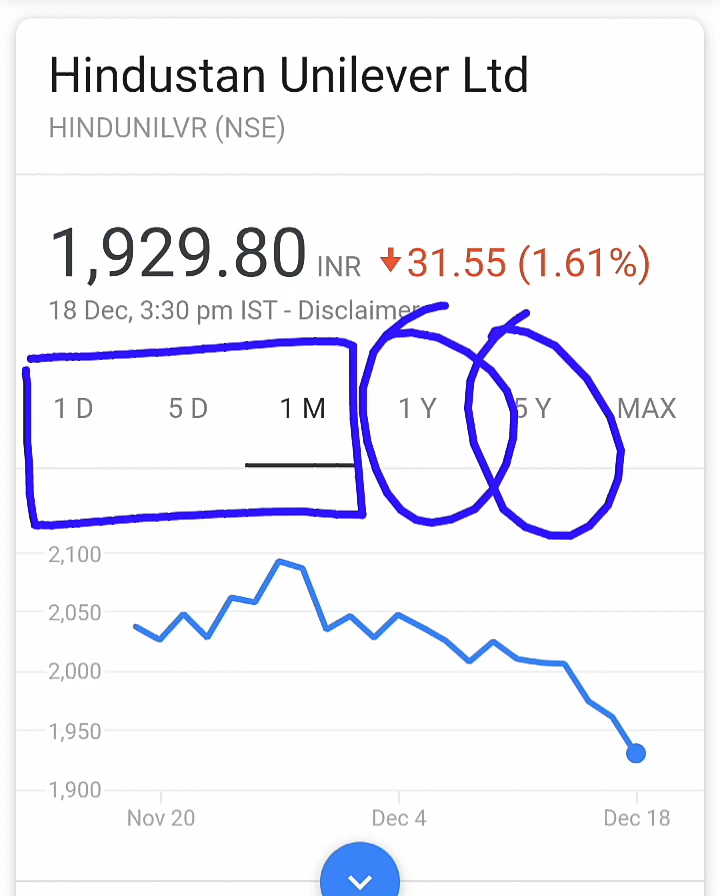 Hindustan Unilever Ltd
HINDUNILVR (NSE)
1,929.80 INR 31.55 (1.61%)
18 Dec, 3:30 pm IST - Disclaimer
1 D 5 D 1 M 1 Y 5 Y MAX
2,100
2,050
2,000
1,950
1,900
Nov 20 Dec 4 Dec 18